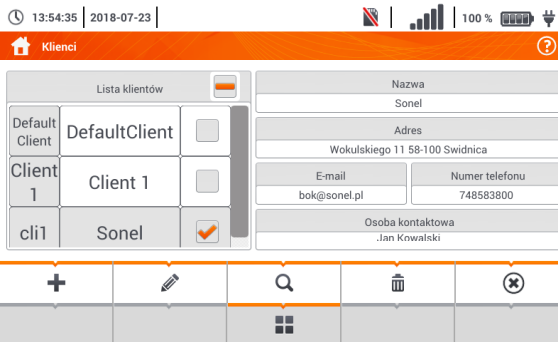 13:54:35 2018-07-23 100 %
Klienci
Lista klientów
Default Client DefaultClient
Client 1 Client 1
cli1 Sonel
Nazwa
Sonel
Adres
Wokulskiego 11 58-100 Swidnica
E-mail Numer telefonu
bok@sonel.pl 748583800
Osoba kontaktowa
Jan Kowalski